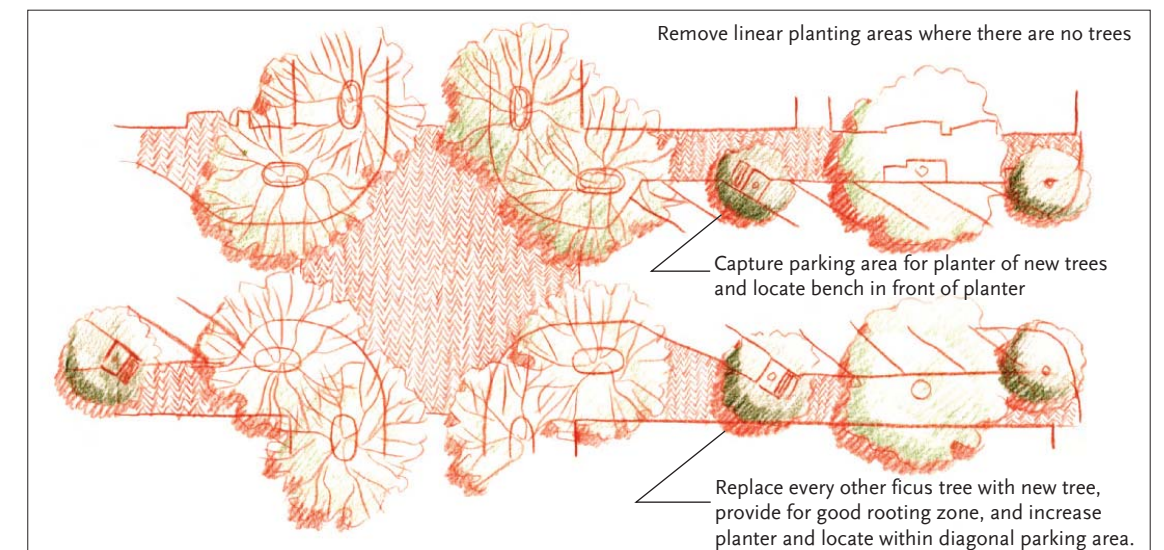 Remove linear planting areas where there are no trees
Capture parking area for planter of new trees
and locate bench in front of planter
Replace every other ficus tree with new tree,
provide for good rooting zone, and increase
planter and locate within diagonal parking area.